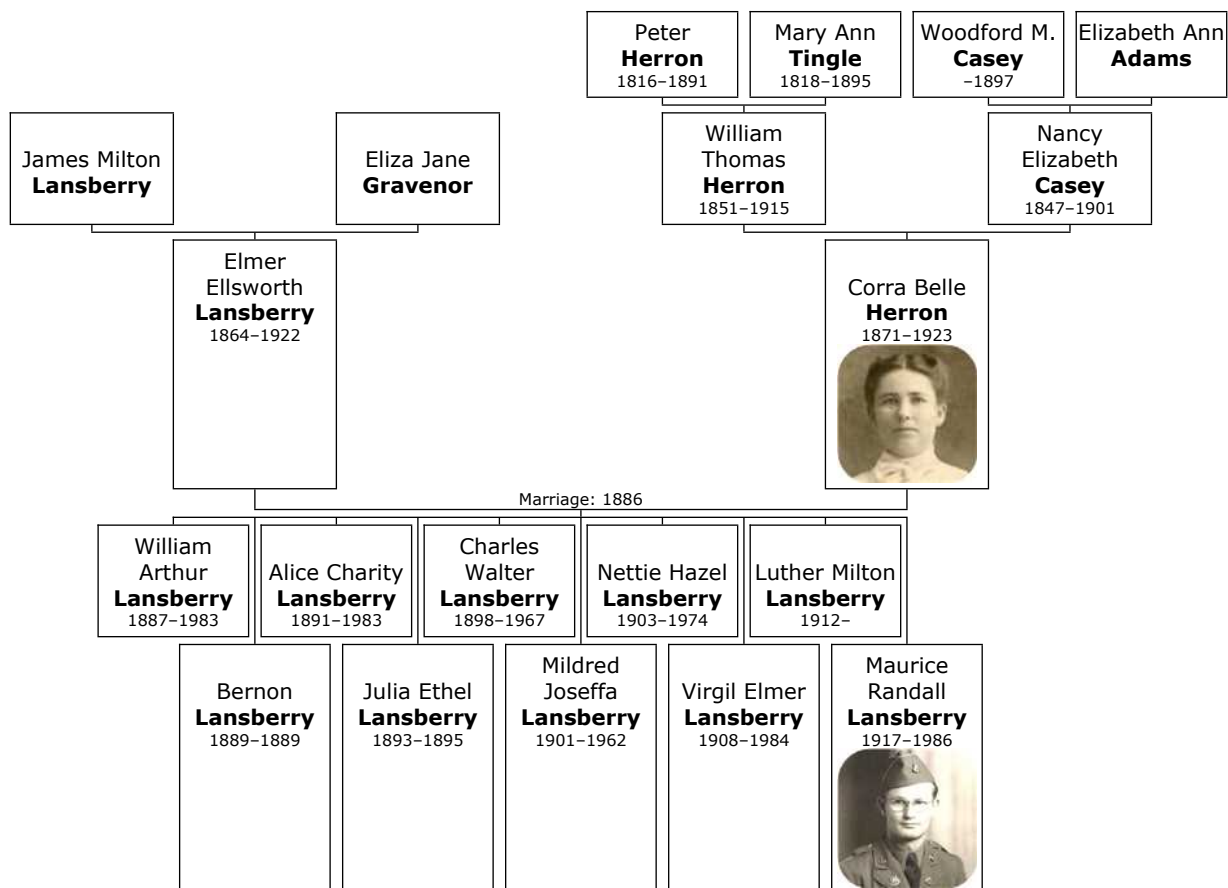 Peter
Herron
1816–1891
Mary Ann
Tingle
1818–1895
Woodford M.
Casey
–1897
Elizabeth Ann
Adams
James Milton
Lansberry
Eliza Jane
Gravenor
William
Thomas
Herron
1851–1915
Nancy
Elizabeth
Casey
1847–1901
Elmer
Ellsworth
Lansberry
1864–1922
Corra Belle
Herron
1871–1923
Marriage: 1886
William
Arthur
Lansberry
1887–1983
Alice Charity
Lansberry
1891–1983
Charles
Walter
Lansberry
1898–1967
Nettie Hazel
Lansberry
1903–1974
Luther Milton
Lansberry
1912–
Bernon
Lansberry
1889–1889
Julia Ethel
Lansberry
1893–1895
Mildred
Joseffa
Lansberry
1901–1962
Virgil Elmer
Lansberry
1908–1984
Maurice
Randall
Lansberry
1917–1986